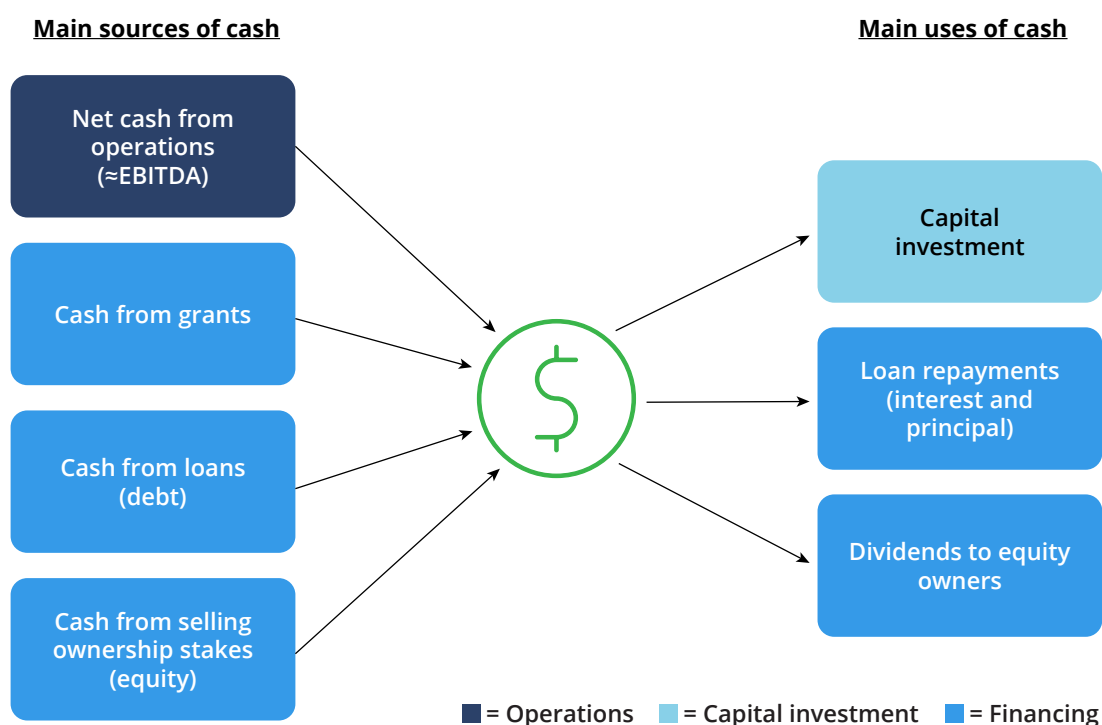 Main sources of cash
Net cash from
operations
(≈EBITDA)
Cash from grants
Cash from loans
(debt)
Cash from selling
ownership stakes
(equity)
$
Main uses of cash
Capital
investment
Loan repayments
(interest and
principal)
Dividends to equity
owners
= Operations = Capital investment = Financing